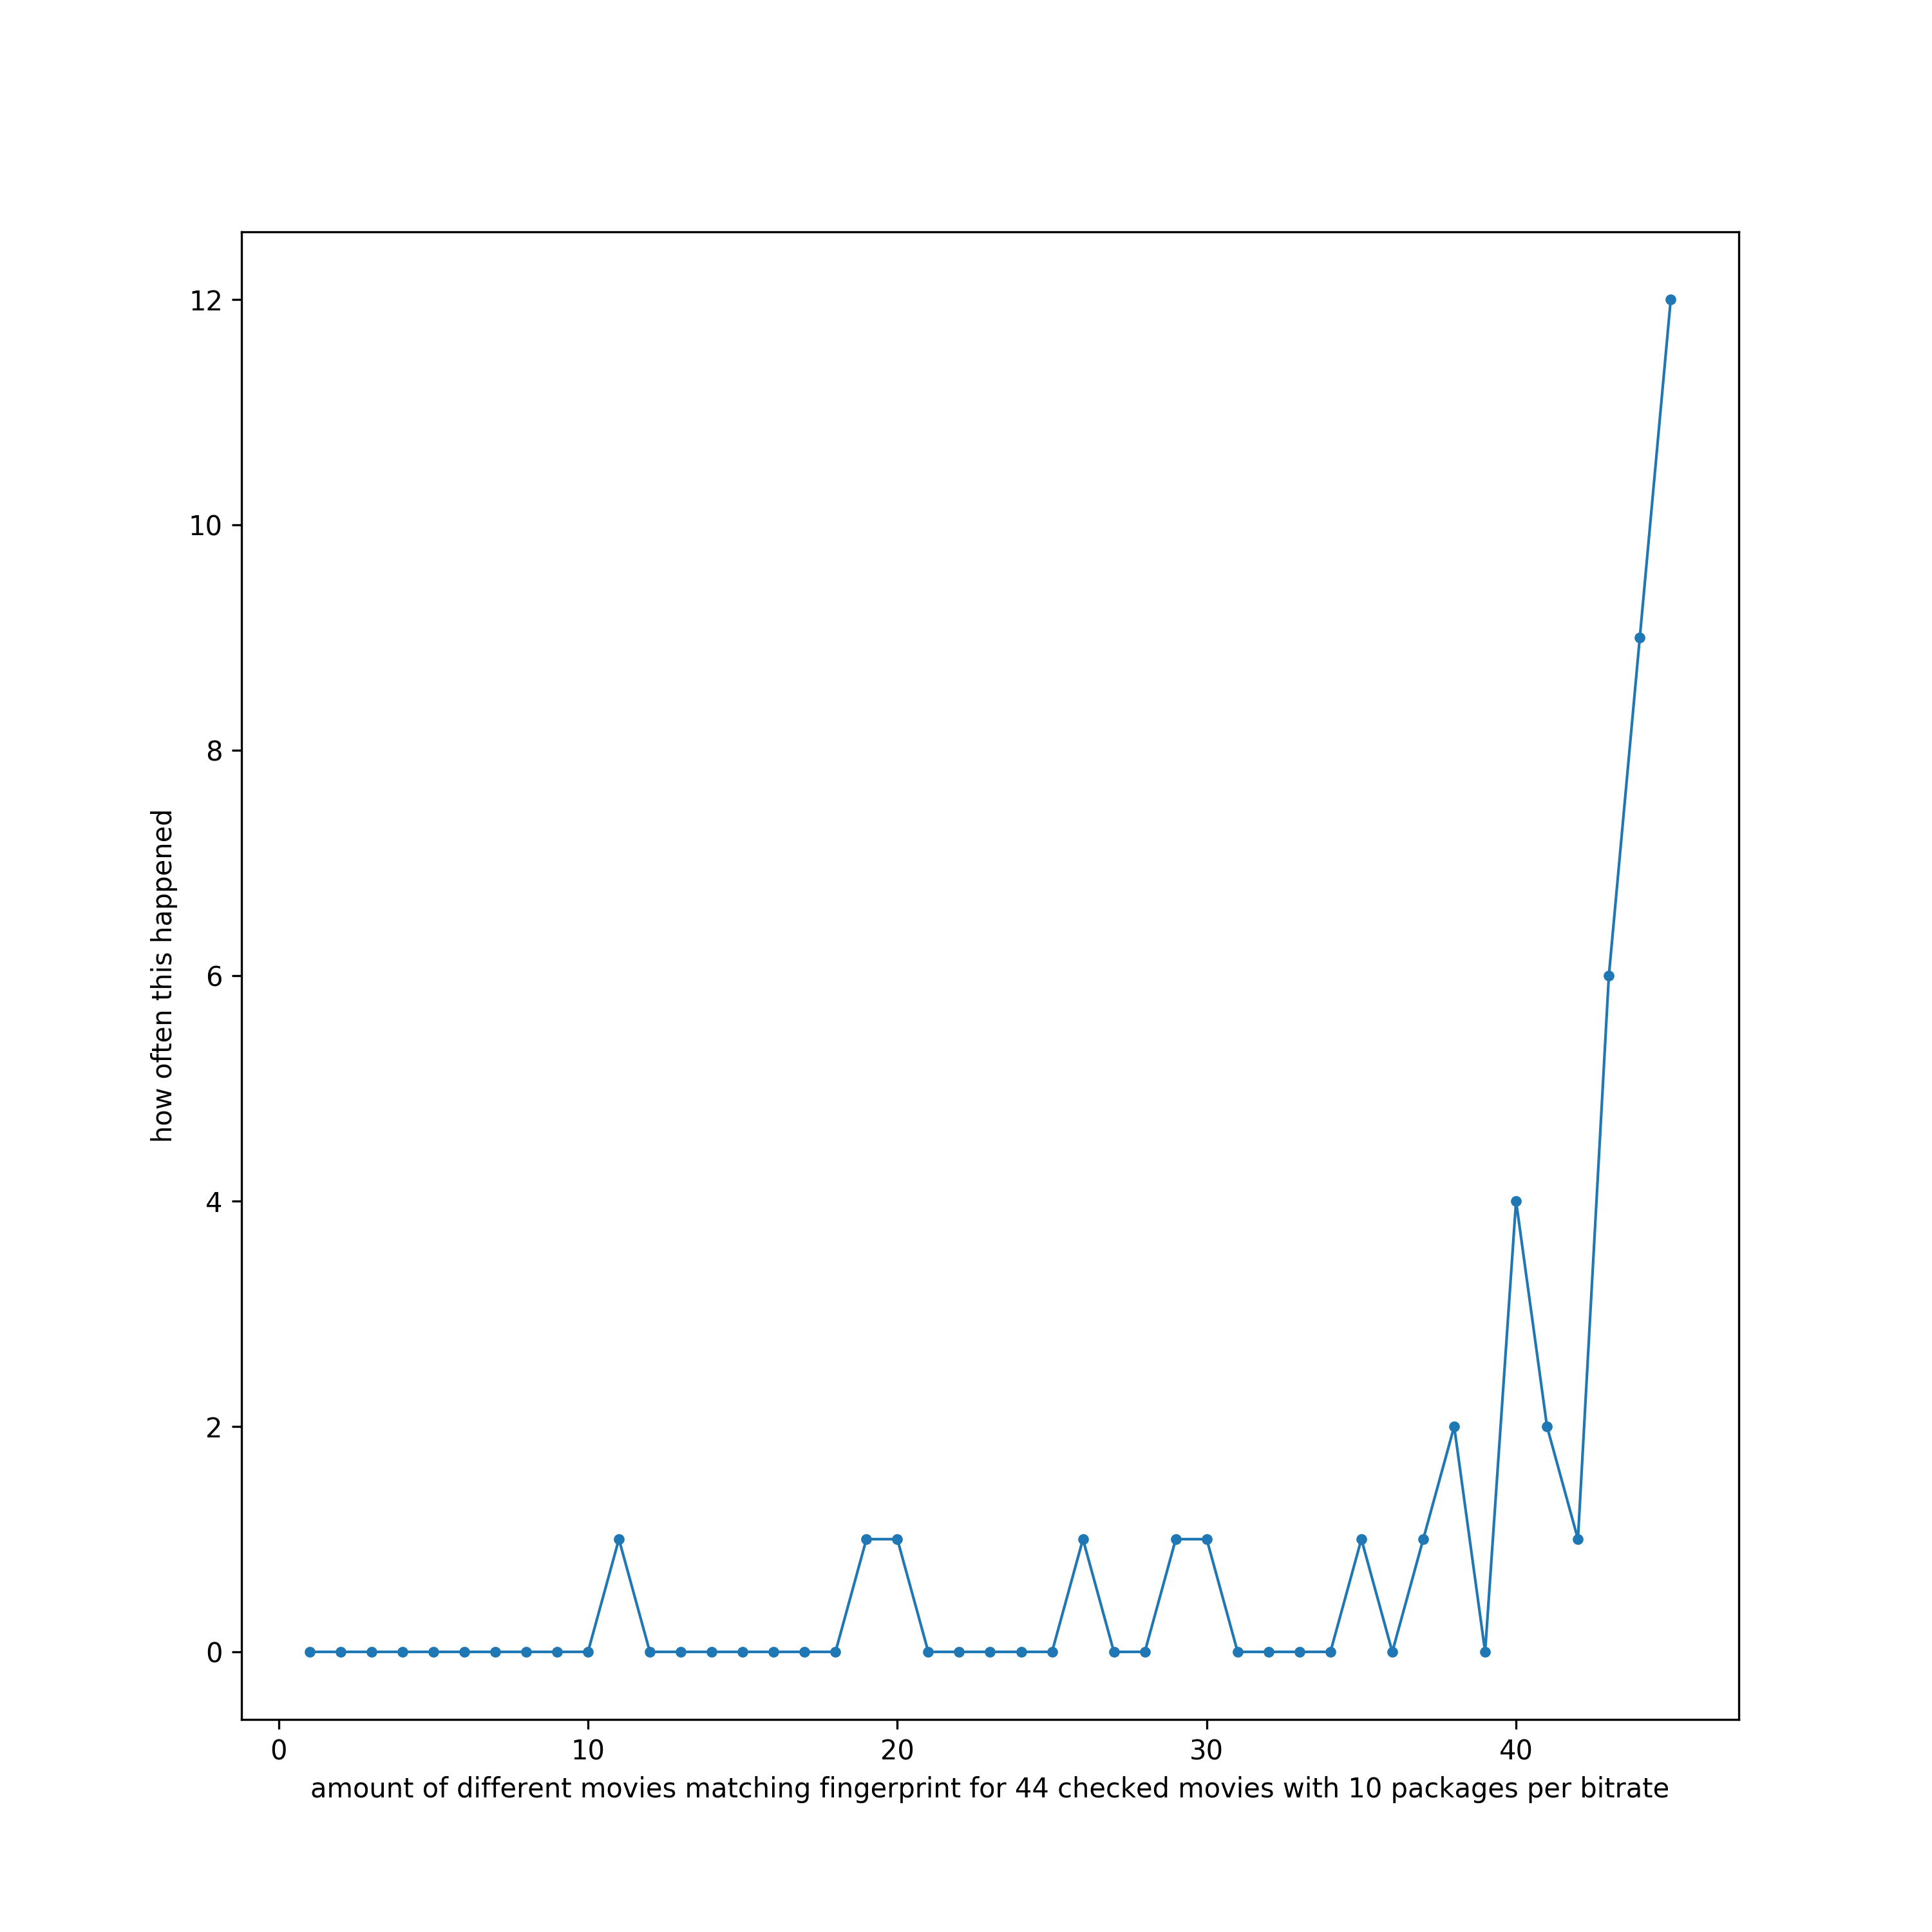 12
10
8
6
4
2
0
how often this happened
0 10 20 30 40
amount of different movies matching fingerprint for 44 checked movies with 10 packages per bitrate